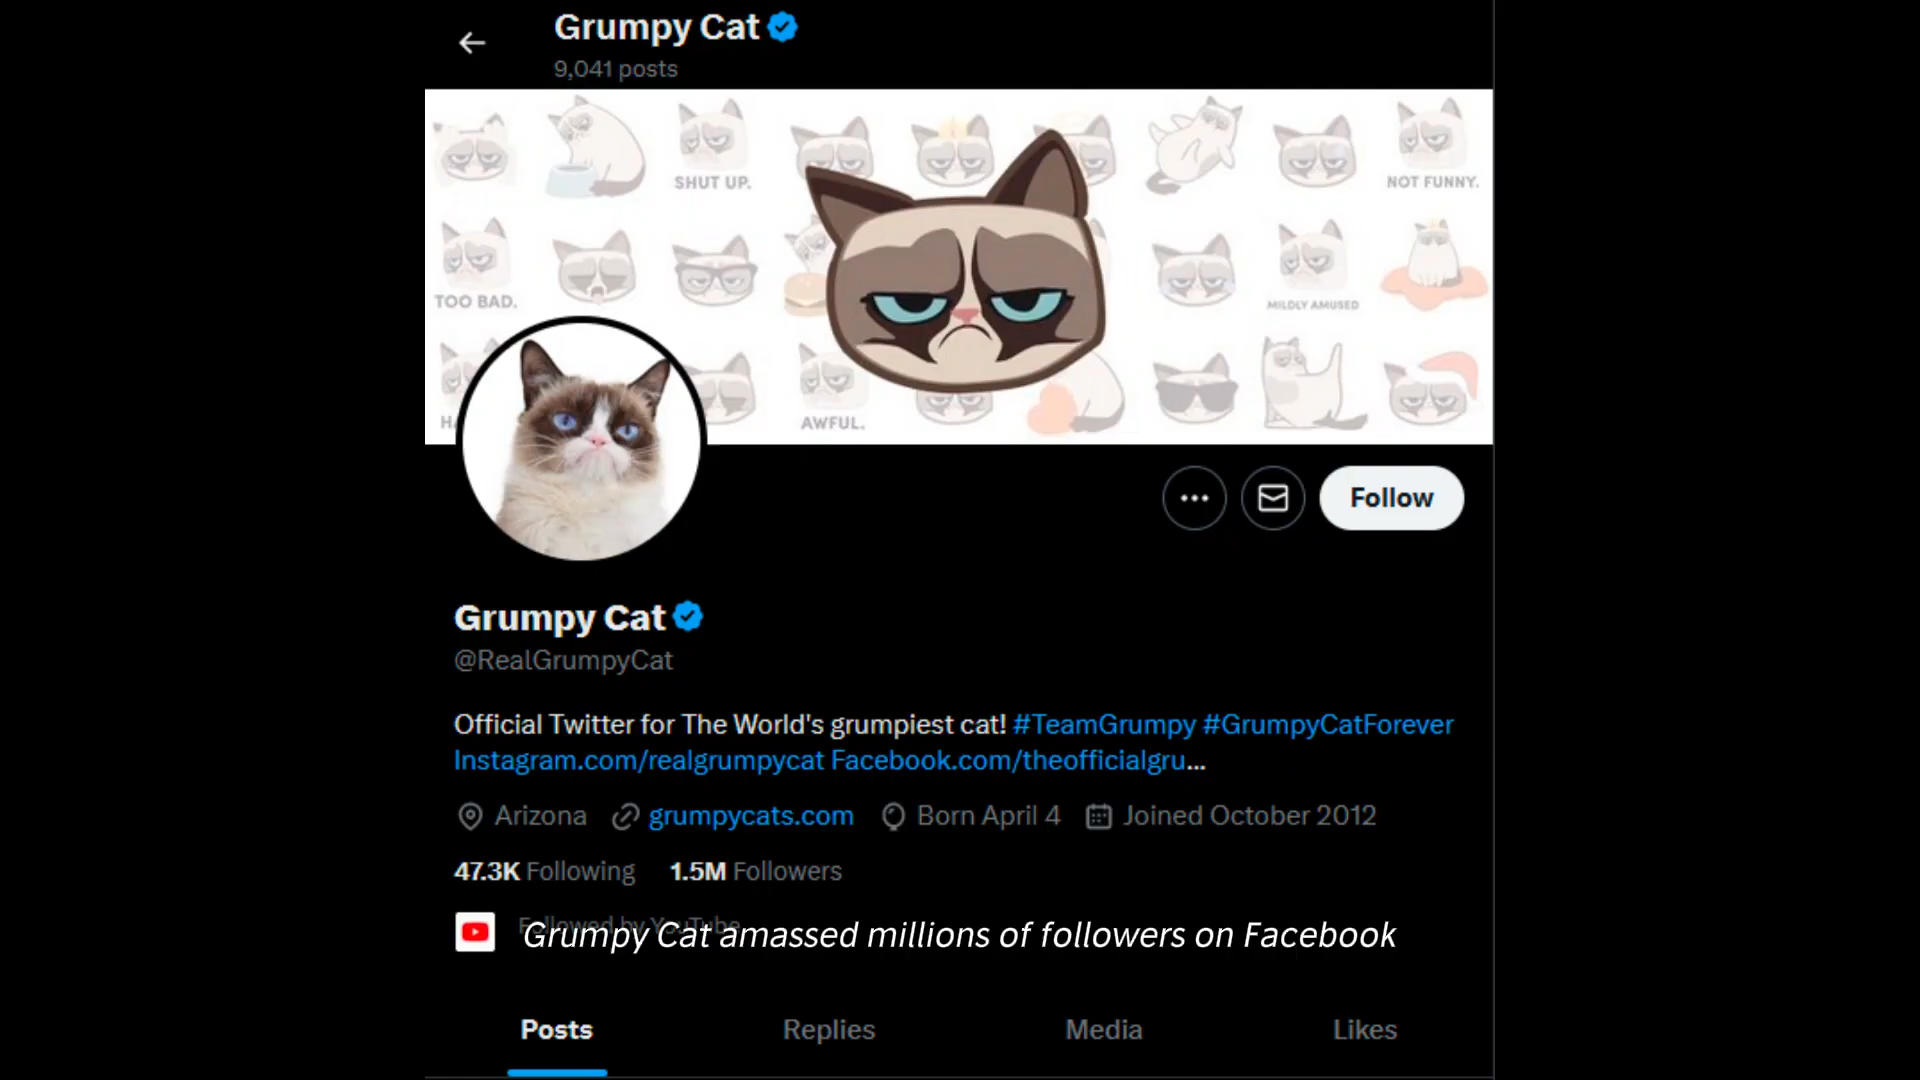 Grumpy Cat
9,041 posts
SHUT UP.
NOT FUNNY.
TOO BAD.
MILDLY AMUSED
AWFUL.
Follow
Grumpy Cat
@RealGrumpyCat
Official Twitter for The World's grumpiest cat! #TeamGrumpy #GrumpyCatForever
Instagram.com/realgrumpycat Facebook.com/theofficialgru...
Arizona grumpycats.com Born April 4 Joined October 2012
47.3K Following 1.5M Followers
Followed by YouTube
Grumpy Cat amassed millions of followers on Facebook
Posts Replies Media Likes